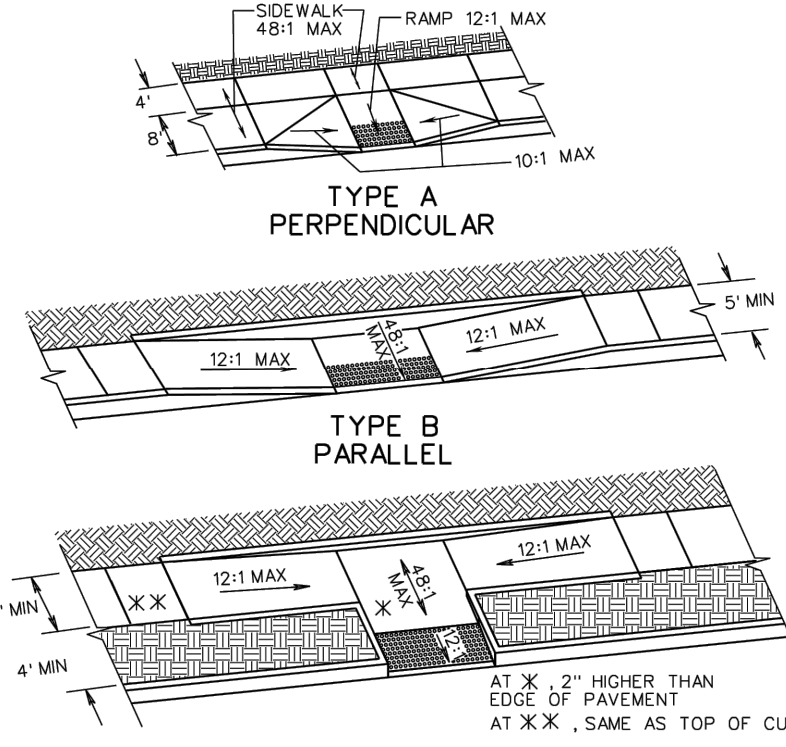 SIDEWALK
48:1 MAX
RAMP 12:1 MAX
4'
8'
10:1 MAX
TYPE A
PERPENDICULAR
5' MIN
48:1
MAX
12:1 MAX
12:1 MAX
TYPE B
PARALLEL
12:1 MAX
12:1 MAX
48:1
MAX
' MIN
4' MIN
12:1
AT * , 2" HIGHER THAN
EDGE OF PAVEMENT
AT ** , SAME AS TOP OF CU